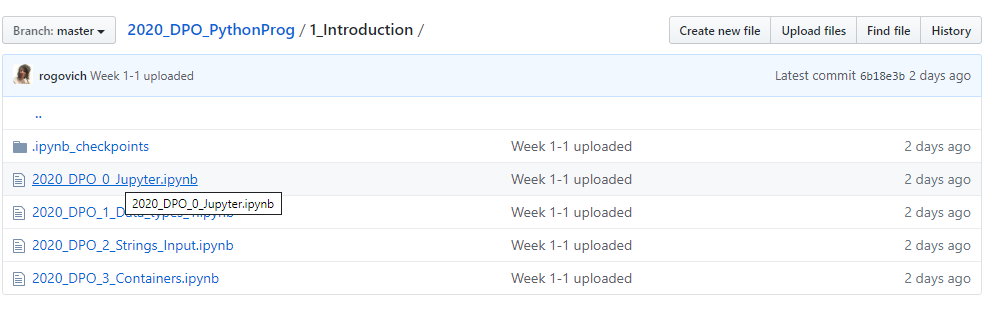 Branch: master 2020_DPO_PythonProg / 1_Introduction / Create new file Upload files Find file History
rogovich Week 1-1 uploaded Latest commit 6b18e3b 2 days ago
..
.ipynb_checkpoints Week 1-1 uploaded 2 days ago
2020_DPO_0_Jupyter.ipynb Week 1-1 uploaded 2 days ago
2020_DPO_0_Jupyter.ipynb
2020_DPO_1_Data_types_1.ipynb Week 1-1 uploaded 2 days ago
2020_DPO_2_Strings_Input.ipynb Week 1-1 uploaded 2 days ago
2020_DPO_3_Containers.ipynb Week 1-1 uploaded 2 days ago